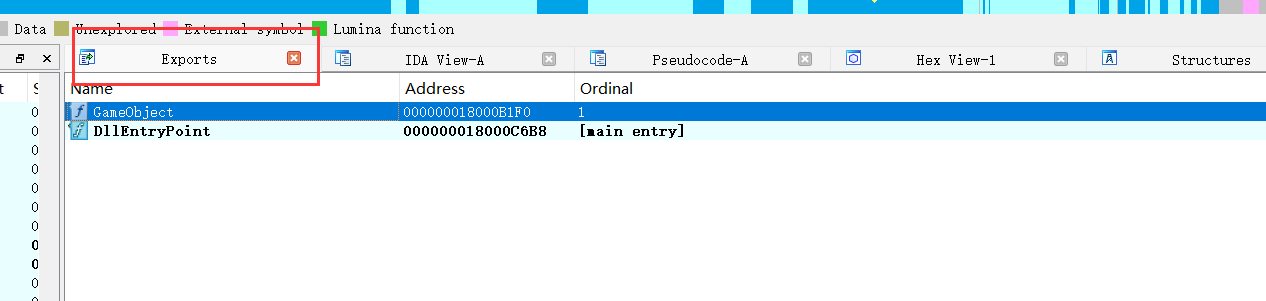 Data Unexplored External symbol Lumina function
Exports IDA View-A Pseudocode-A Hex View-1 Structures
t S Name Address Ordinal
0 GameObject 000000018000B1F0 1
0 DllEntryPoint 000000018000C6B8 [main entry]
0
0
0
0
0
0
0
0